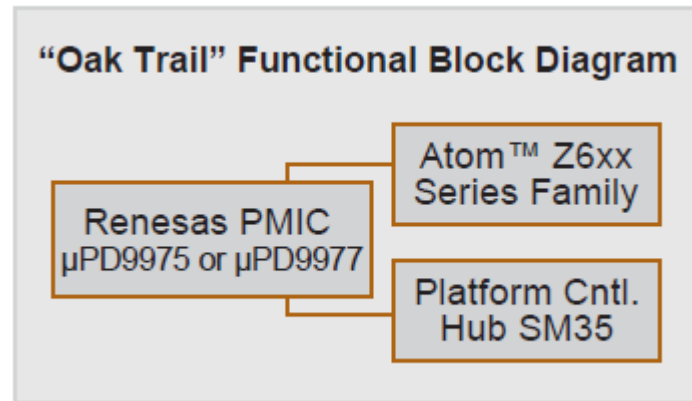 “Oak Trail” Functional Block Diagram
Atom™ Z6xx
Series Family
Renesas PMIC
µPD9975 or µPD9977
Platform Cntl.
Hub SM35